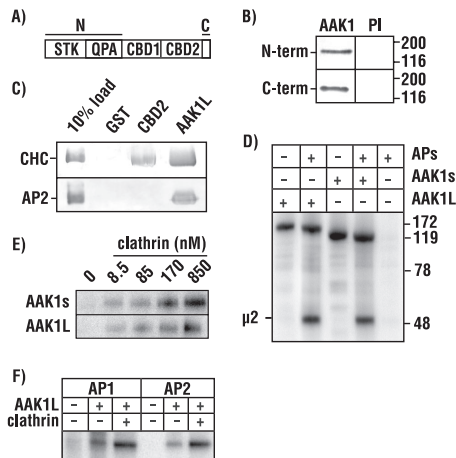 A)
N C
STK QPA CBD1 CBD2
B)
AAK1 PI
N-term 200
116
C-term 200
116
C)
10% load GST CBD2 AAK1L
CHC
AP2
D)
- + - + + APs
- - + + - AAK1s
+ + - - - AAK1L
172
119
78
μ2 48
E)
clathrin (nM)
0 8.5 85 170 850
AAK1s
AAK1L
F)
AP1 AP2
AAK1L - + + - + +
clathrin - - + - - +